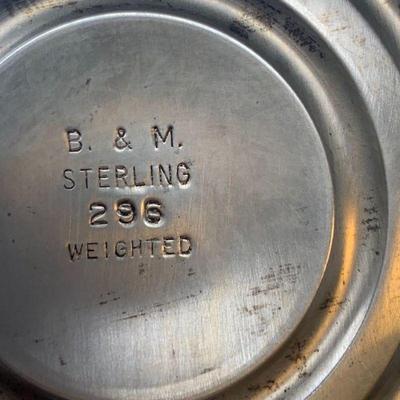 B. & M.
STERLING
296
WEIGHTED